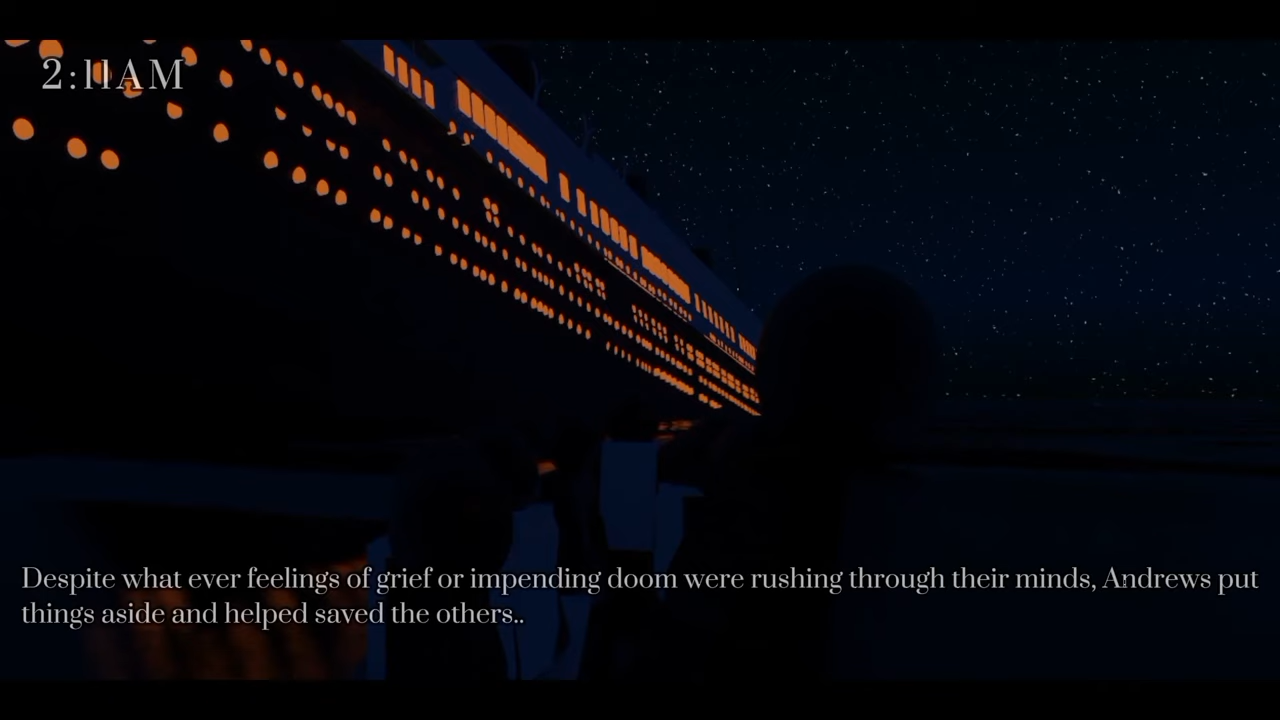 2:11AM
Despite what ever feelings of grief or impending doom were rushing through their minds, Andrews put
things aside and helped saved the others..